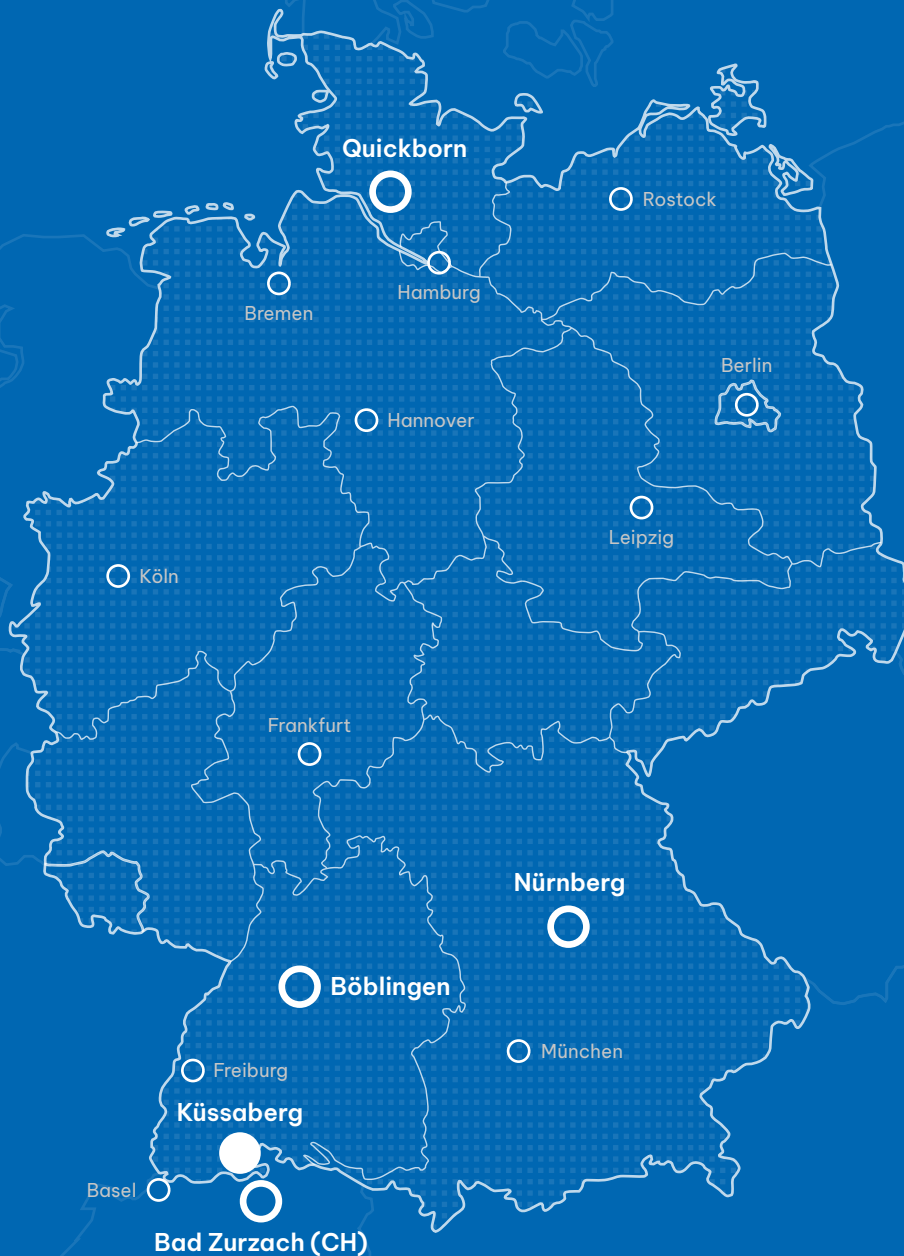 Quickborn
Rostock
Hamburg
Bremen
Berlin
Hannover
Leipzig
Köln
Frankfurt
Nürnberg
Böblingen
München
Freiburg
Küssaberg
Basel
Bad Zurzach (CH)